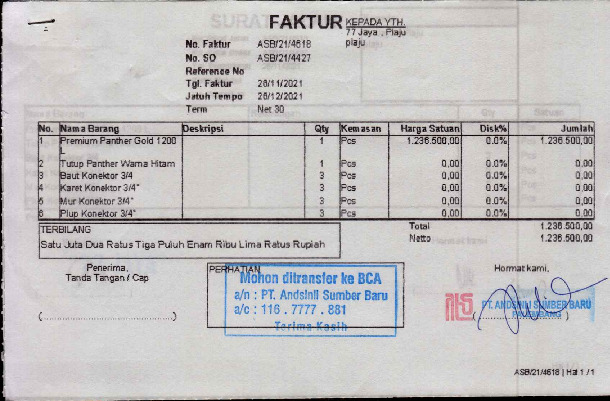 FAKTUR
KEPADA YTH.
77 Jaya , Plaju
plaju
No. Faktur ASB/21/4618
No. SO ASB/21/4427
Reference No
Tgl. Faktur 26/11/2021
Jatuh Tempo 26/12/2021
Term Net 30
No. Nama Barang Deskripsi Qty Kemasan Harga Satuan Disk% Jumlah
1 Premium Panther Gold 1200 1 Pcs 1.236.500,00 0.0% 1.236.500,00
L
2 Tutup Panther Warna Hitam 1 Pcs 0,00 0.0% 0,00
3 Baut Konektor 3/4 3 Pcs 0,00 0.0% 0,00
4 Karet Konektor 3/4" 3 Pcs 0,00 0.0% 0,00
5 Mur Konektor 3/4" 3 Pcs 0,00 0.0% 0,00
6 Plup Konektor 3/4" 3 Pcs 0,00 0.0% 0,00
Total 1.236.500,00
Netto 1.236.500,00
TERBILANG
Satu Juta Dua Ratus Tiga Puluh Enam Ribu Lima Ratus Rupiah
Penerima,
Tanda Tangan / Cap
PERHATIAN
Mohon ditransfer ke BCA
a/n : PT. Andsinli Sumber Baru
a/c : 116 . 7777 . 881
Terima Kasih
Hormat kami,
PT. ANDSINLI SUMBER BARU
PALEMBANG
ASB/21/4618 | Hal 1 / 1